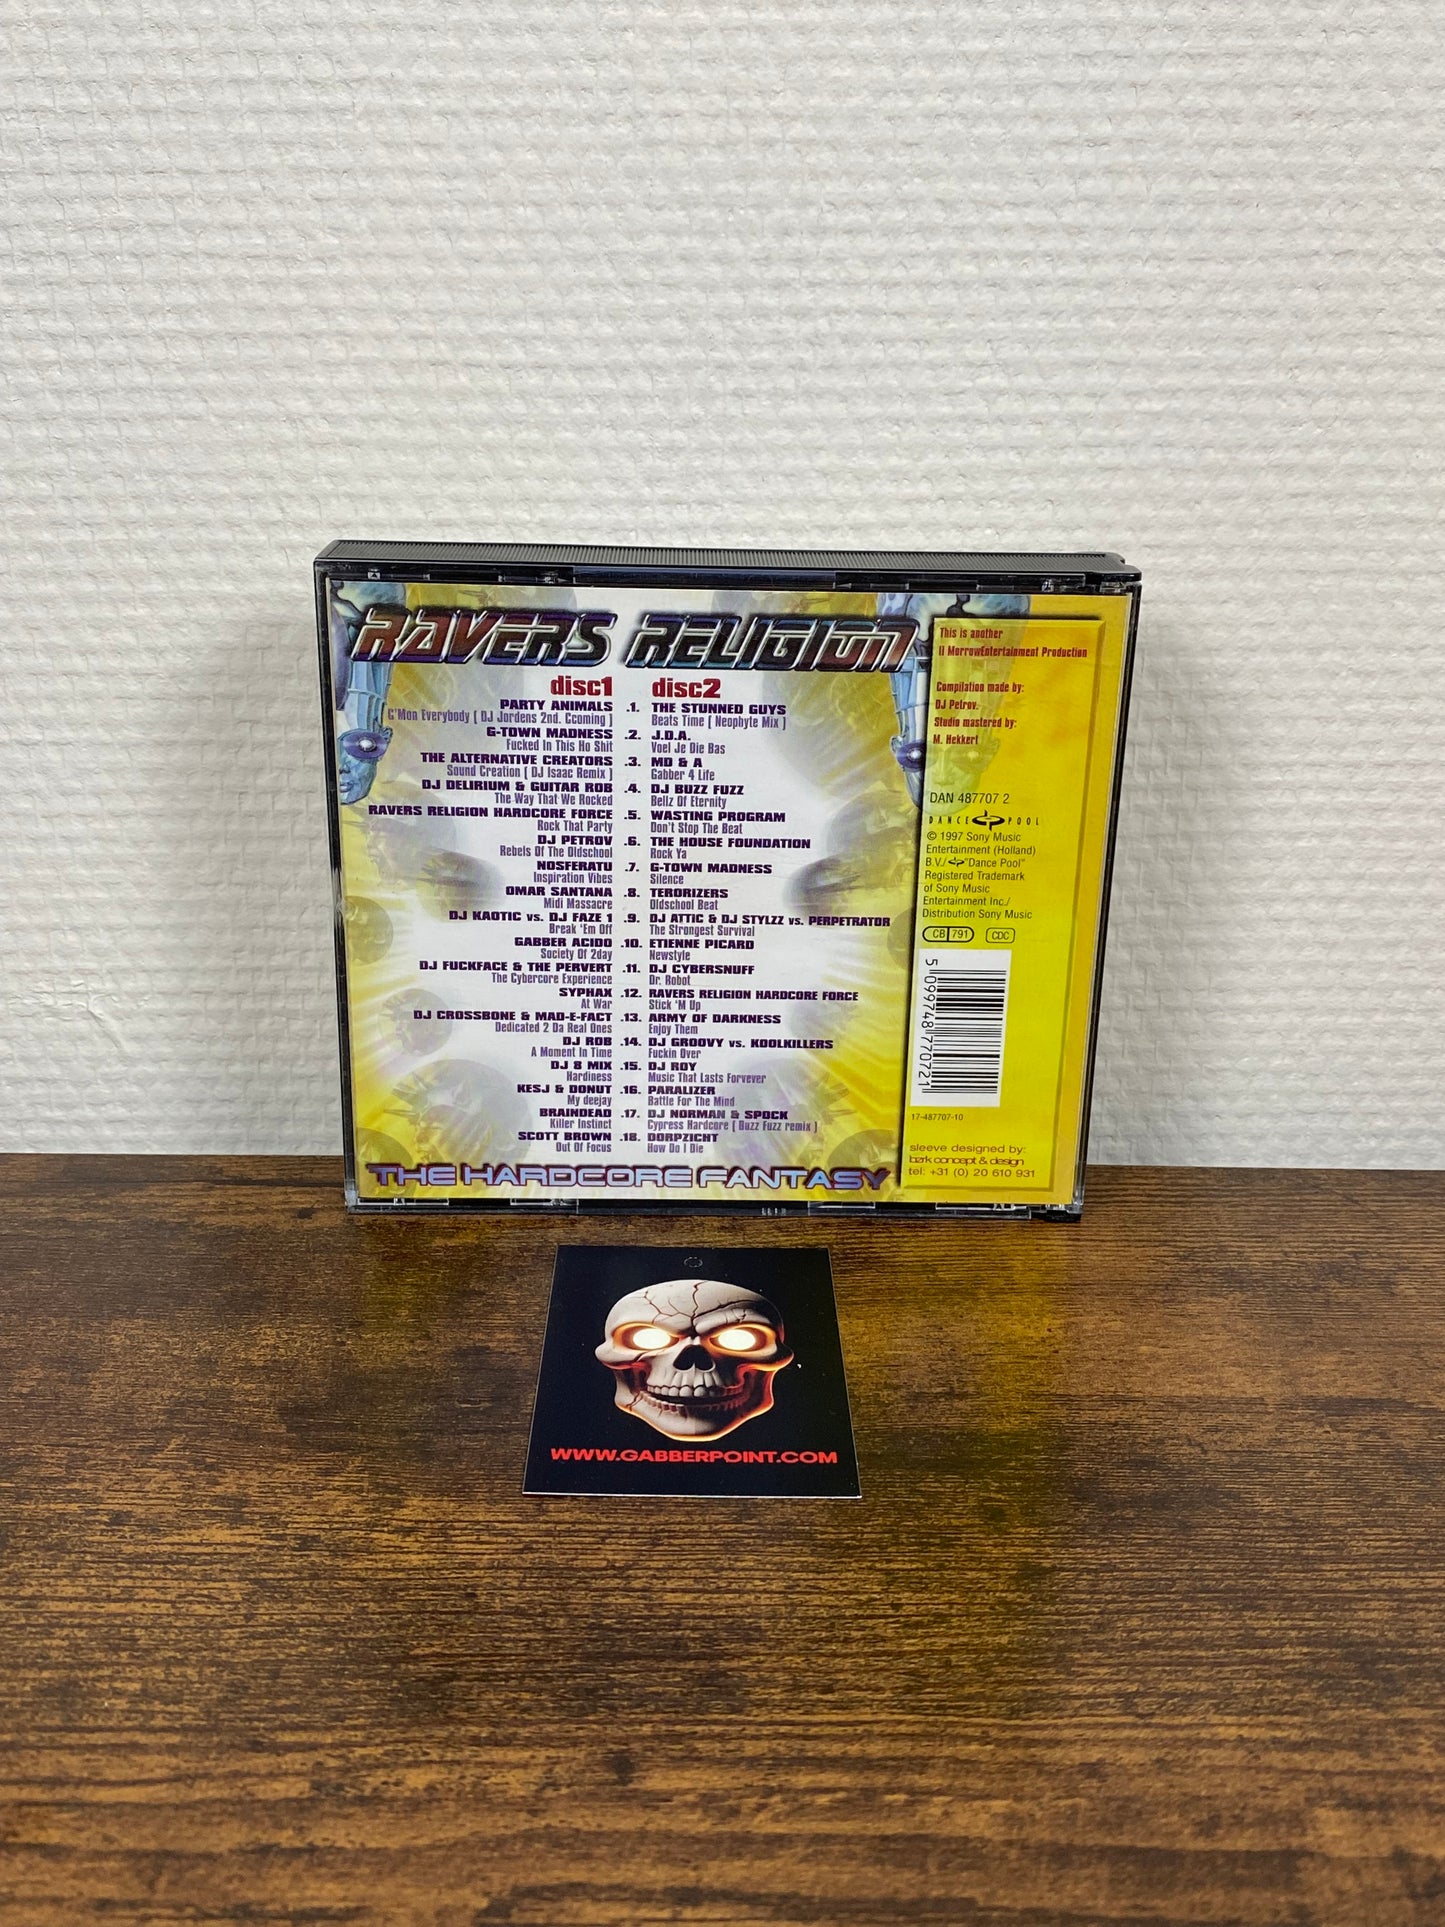 RAVERS RELIGION
disc1
PARTY ANIMALS
C'Mon Everybody [ DJ Jordens 2nd. Ccoming ]
G-TOWN MADNESS
Fucked In This Ho Shit
THE ALTERNATIVE CREATORS
Sound Creation [ DJ Isaac Remix ]
DJ DELIRIUM & GUITAR ROB
The Way That We Rocked
RAVERS RELIGION HARDCORE FORCE
Rock That Party
DJ PETROV
Rebels Of The Oldschool
NOSFERATU
Inspiration Vibes
OMAR SANTANA
Midi Massacre
DJ KAOTIC vs. DJ FAZE 1
Break 'Em Off
GABBER ACIDO
Society Of 2day
DJ FUCKFACE & THE PERVERT
The Cybercore Experience
SYPHAX
At War
DJ CROSSBONE & MAD-E-FACT
Dedicated 2 Da Real Ones
DJ ROB
A Moment In Time
DJ 8 MIX
Hardiness
KESJ & DONUT
My deejay
BRAINDEAD
Killer Instinct
SCOTT BROWN
Out Of Focus
disc2
.1. THE STUNNED GUYS
Beats Time [ Neophyte Mix ]
.2. J.D.A.
Voel Je Die Bas
.3. MD & A
Gabber 4 Life
.4. DJ BUZZ FUZZ
Bellz Of Eternity
.5. WASTING PROGRAM
Don't Stop The Beat
.6. THE HOUSE FOUNDATION
Rock Ya
.7. G-TOWN MADNESS
Silence
.8. TERORIZERS
Oldschool Beat
.9. DJ ATTIC & DJ STYLZZ vs. PERPETRATOR
The Strongest Survival
.10. ETIENNE PICARD
Newstyle
.11. DJ CYBERSNUFF
Dr. Robot
.12. RAVERS RELIGION HARDCORE FORCE
Stick 'M Up
.13. ARMY OF DARKNESS
Enjoy Them
.14. DJ GROOVY vs. KOOLKILLERS
Fuckin Over
.15. DJ ROY
Music That Lasts Forvever
.16. PARALIZER
Battle For The Mind
.17. DJ NORMAN & SPOCK
Cypress Hardcore [ Buzz Fuzz remix ]
.18. DORPZICHT
How Do I Die
THE HARDCORE FANTASY
This is another
II MorrowEntertainment Production
Compilation made by:
DJ Petrov.
Studio mastered by:
M. Hekkert
DAN 487707 2
DANCE POOL
© 1997 Sony Music
Entertainment (Holland)
B.V./ "Dance Pool"
Registered Trademark
of Sony Music
Entertainment Inc./
Distribution Sony Music
CB 791 CDC
5 099748 770721
17-487707-10
sleeve designed by:
børk concept & design
tel: +31 (0) 20 610 931
WWW.GABBERPOINT.COM